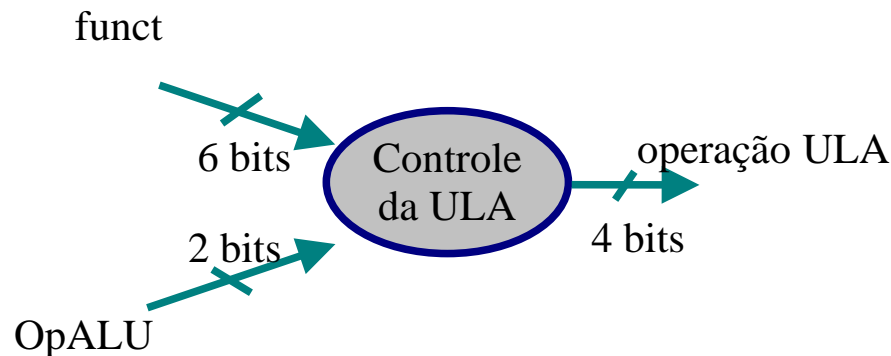 funct
6 bits
Controle
da ULA
operação ULA
4 bits
2 bits
OpALU